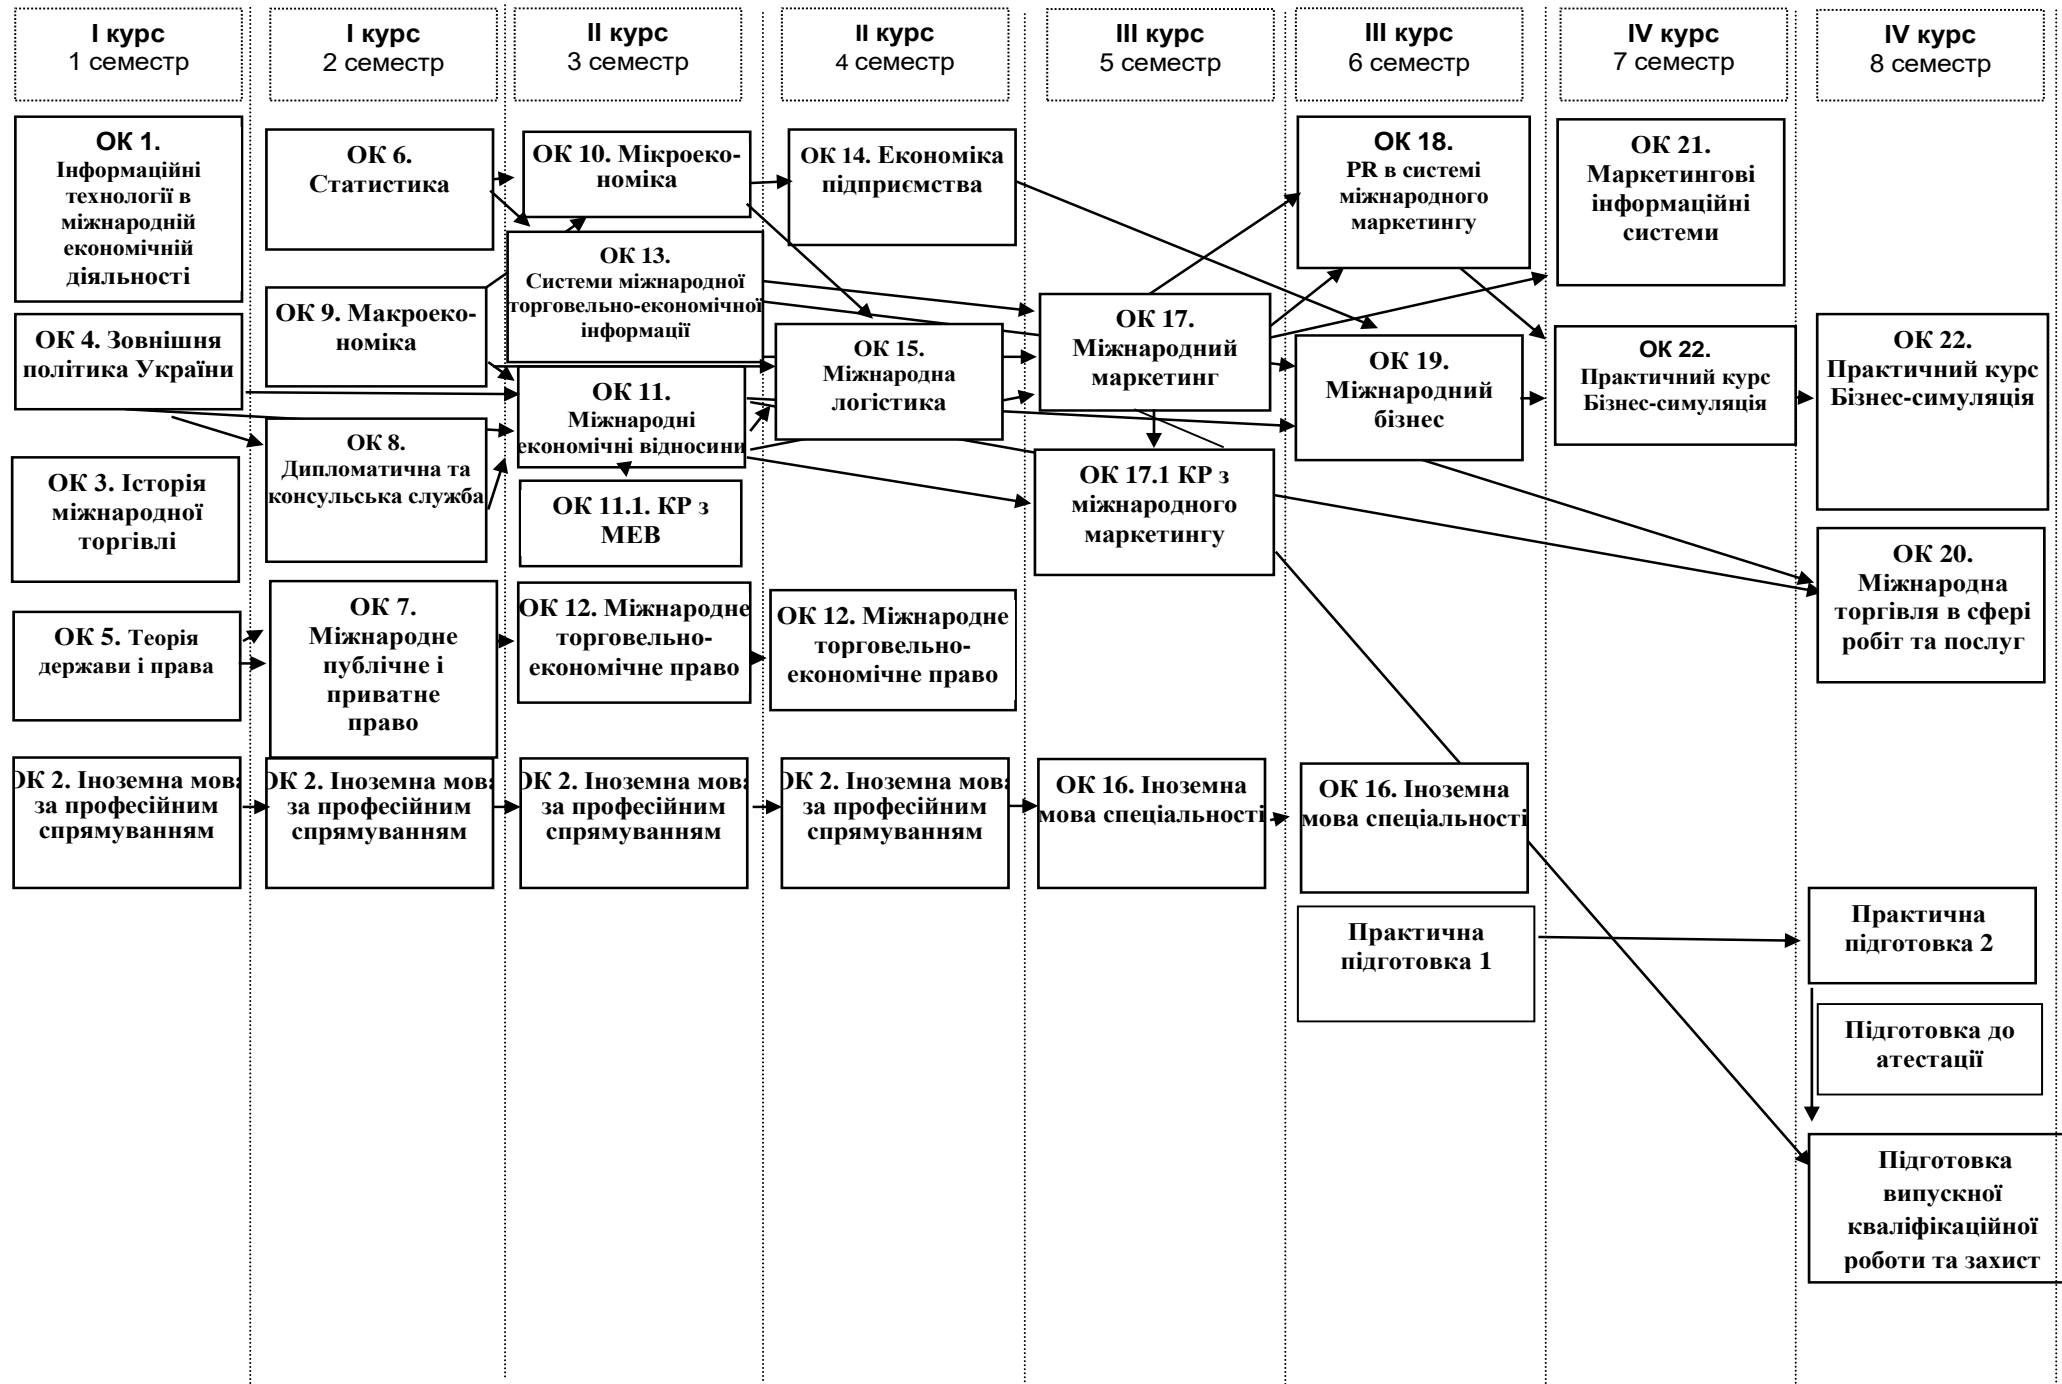 I курс
1 семестр
I курс
2 семестр
II курс
3 семестр
II курс
4 семестр
III курс
5 семестр
III курс
6 семестр
IV курс
7 семестр
IV курс
8 семестр
ОК 1.
Інформаційні
технології в
міжнародній
економічній
діяльності
ОК 4. Зовнішня
політика України
ОК 3. Історія
міжнародної
торгівлі
ОК 5. Теорія
держави і права
ОК 2. Іноземна мова
за професійним
спрямуванням
ОК 6.
Статистика
ОК 9. Макроеко-
номіка
ОК 8.
Дипломатична та
консульська служба
ОК 7.
Міжнародне
публічне і
приватне
право
ОК 2. Іноземна мова
за професійним
спрямуванням
ОК 10. Мікроеко-
номіка
ОК 13.
Системи міжнародної
торговельно-економічної
інформації
ОК 11.
Міжнародні
економічні відносини
ОК 11.1. КР з
МЕВ
ОК 12. Міжнародне
торговельно-
економічне право
ОК 2. Іноземна мова
за професійним
спрямуванням
ОК 14. Економіка
підприємства
ОК 15.
Міжнародна
логістика
ОК 12. Міжнародне
торговельно-
економічне право
ОК 2. Іноземна мова
за професійним
спрямуванням
ОК 17.
Міжнародний
маркетинг
ОК 17.1 КР з
міжнародного
маркетингу
ОК 16. Іноземна
мова спеціальності
ОК 18.
PR в системі
міжнародного
маркетингу
ОК 19.
Міжнародний
бізнес
ОК 16. Іноземна
мова спеціальності
Практична
підготовка 1
ОК 21.
Маркетингові
інформаційні
системи
ОК 22.
Практичний курс
Бізнес-симуляція
ОК 22.
Практичний курс
Бізнес-симуляція
ОК 20.
Міжнародна
торгівля в сфері
робіт та послуг
Практична
підготовка 2
Підготовка до
атестації
Підготовка
випускної
кваліфікаційної
роботи та захист